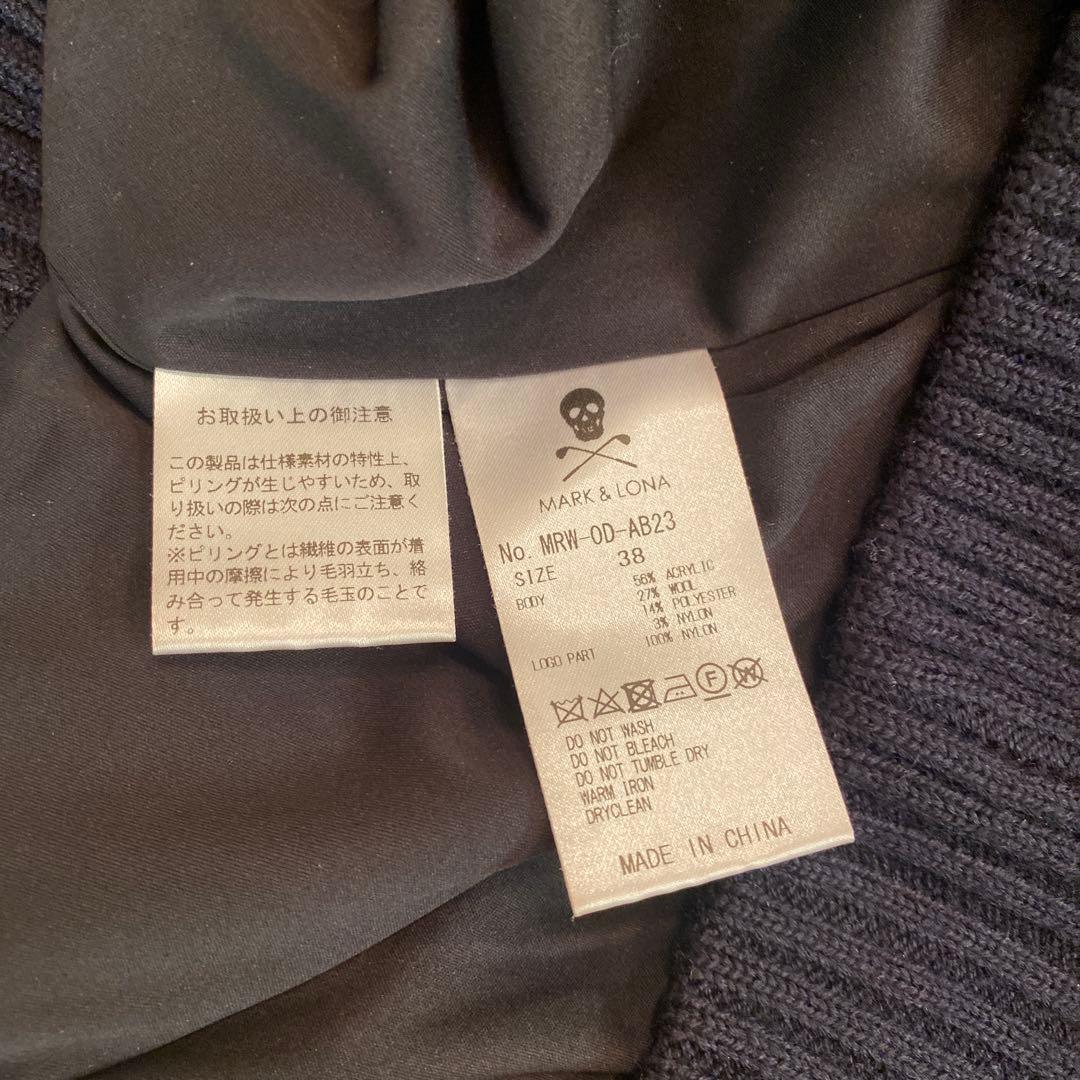 お取扱い上の御注意
この製品は仕様素材の特性上、
ピリングが生じやすいため、取
り扱いの際は次の点にご注意く
ださい。
※ピリングとは繊維の表面が着
用中の摩擦により毛羽立ち、絡
み合って発生する毛玉のことで
す。
MARK & LONA
No. MRW-0D-AB23
SIZE 38
BODY 56% ACRYLIC
27% WOOL
14% POLYESTER
3% NYLON
LOGO PART 100% NYLON
F W
DO NOT WASH
DO NOT BLEACH
DO NOT TUMBLE DRY
WARM IRON
DRYCLEAN
MADE IN CHINA